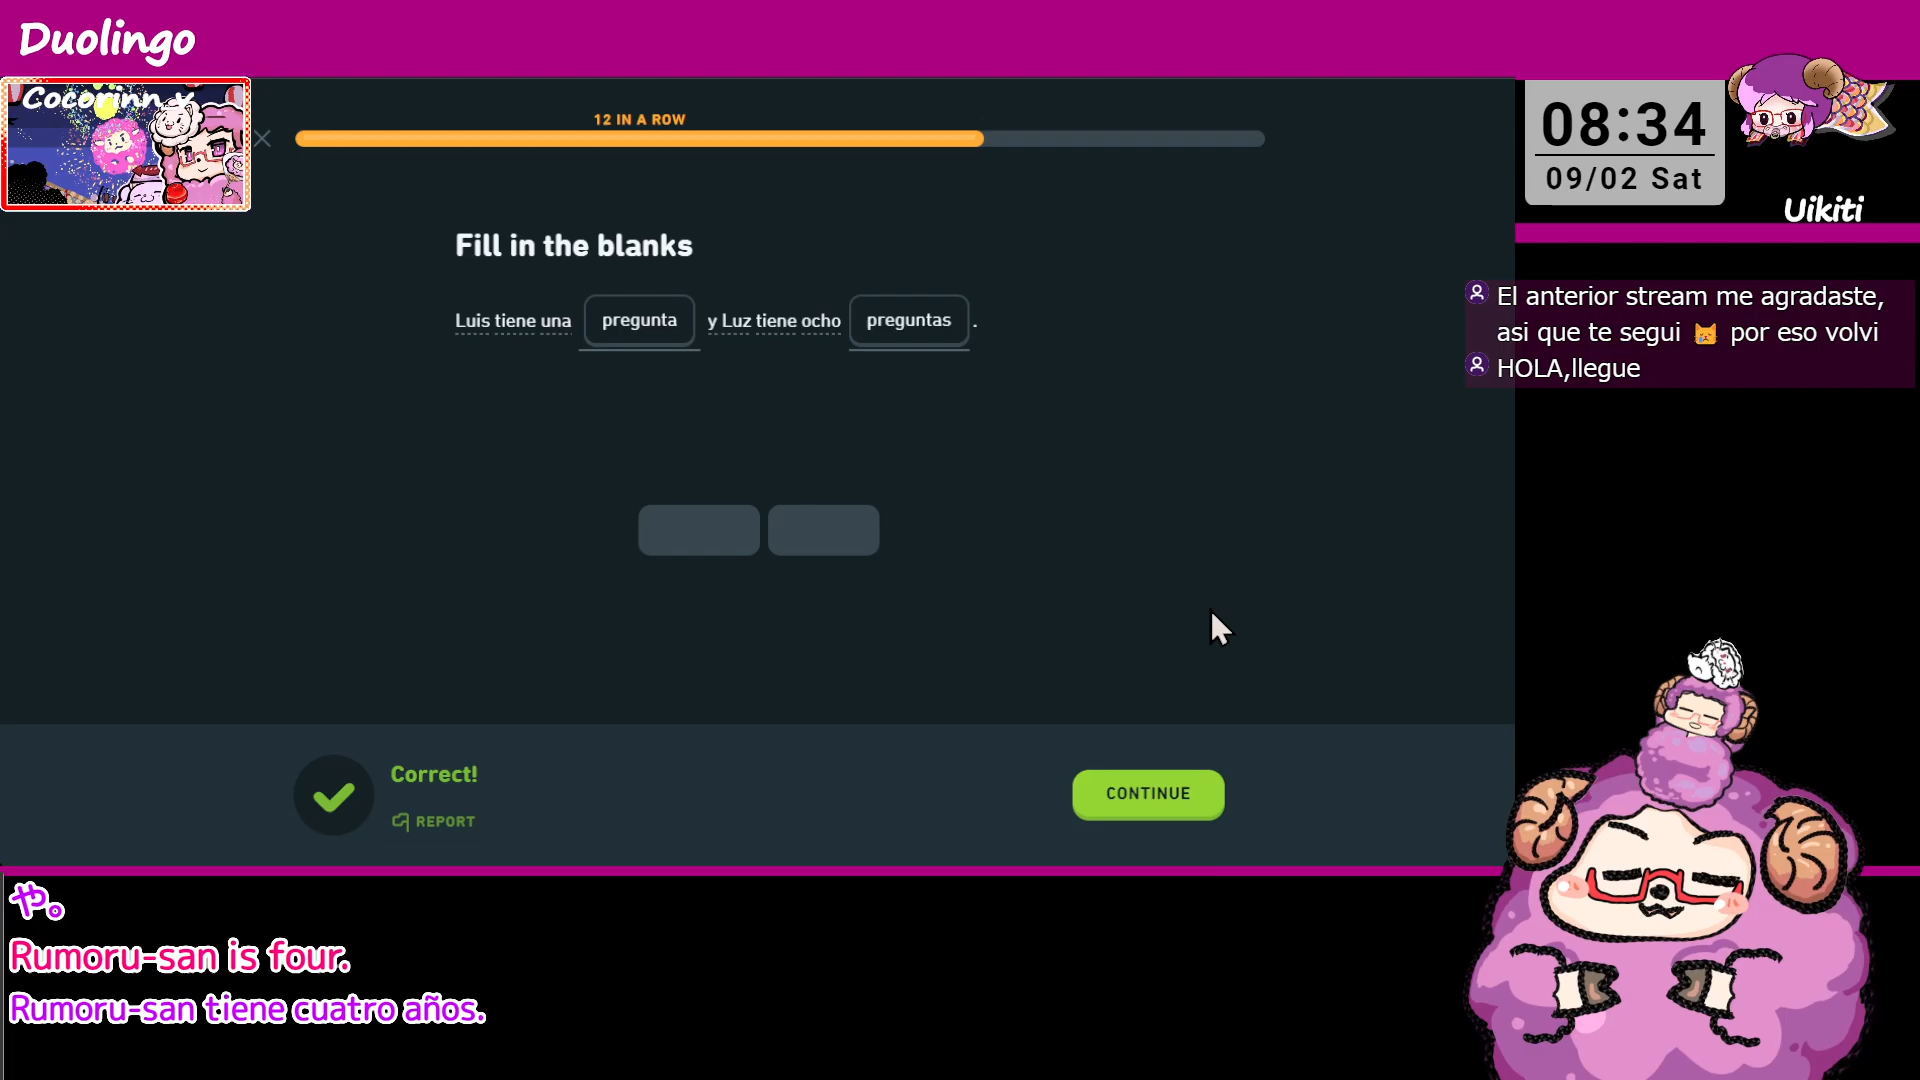 Duolingo
Cocorinn y
12 IN A ROW
08:34
09/02 Sat
Uikiti
Fill in the blanks
Luis tiene una pregunta y Luz tiene ocho preguntas .
El anterior stream me agradaste,
asi que te segui 😿 por eso volvi
HOLA,llegue
Correct!
REPORT
CONTINUE
や。
Rumoru-san is four.
Rumoru-san tiene cuatro años.